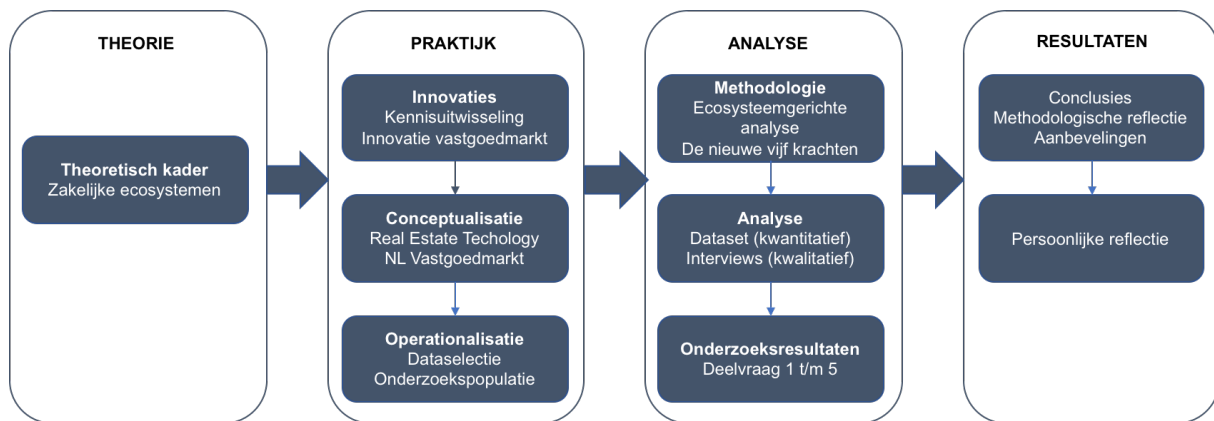 THEORIE
Theoretisch kader
Zakelijke ecosystemen
PRAKTIJK
Innovaties
Kennisuitwisseling
Innovatie vastgoedmarkt
Conceptualisatie
Real Estate Techology
NL Vastgoedmarkt
Operationalisatie
Dataselectie
Onderzoekspopulatie
ANALYSE
Methodologie
Ecosysteemgerichte
analyse
De nieuwe vijf krachten
Analyse
Dataset (kwantitatief)
Interviews (kwalitatief)
Onderzoeksresultaten
Deelvraag 1 t/m 5
RESULTATEN
Conclusies
Methodologische reflectie
Aanbevelingen
Persoonlijke reflectie